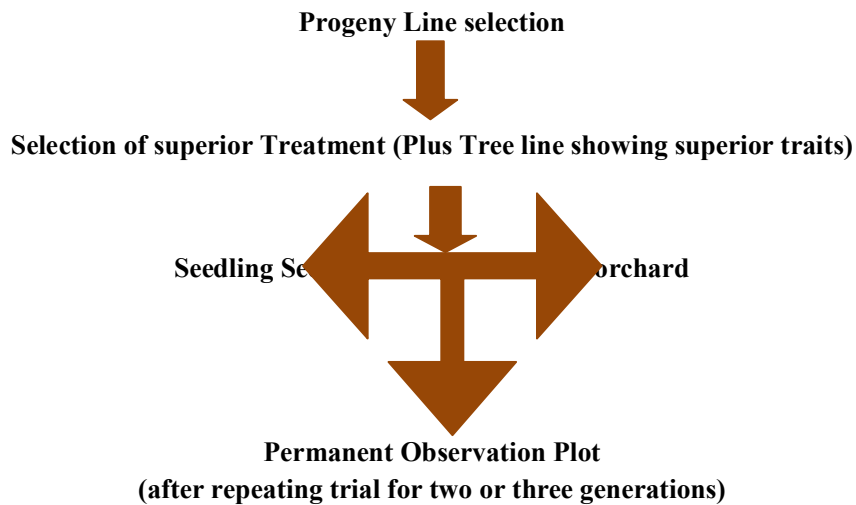 Progeny Line selection
Selection of superior Treatment (Plus Tree line showing superior traits)
Seedling orchard
Permanent Observation Plot
(after repeating trial for two or three generations)